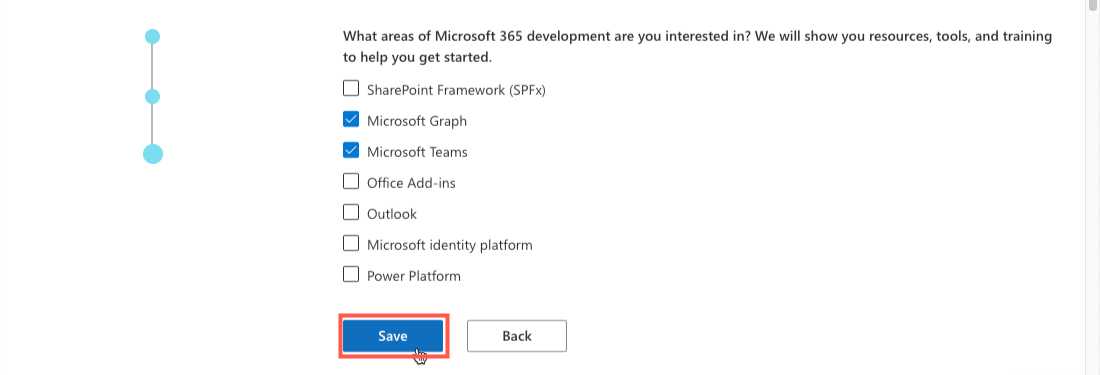 What areas of Microsoft 365 development are you interested in? We will show you resources, tools, and training
to help you get started.
SharePoint Framework (SPFx)
Microsoft Graph
Microsoft Teams
Office Add-ins
Outlook
Microsoft identity platform
Power Platform
Save
Back